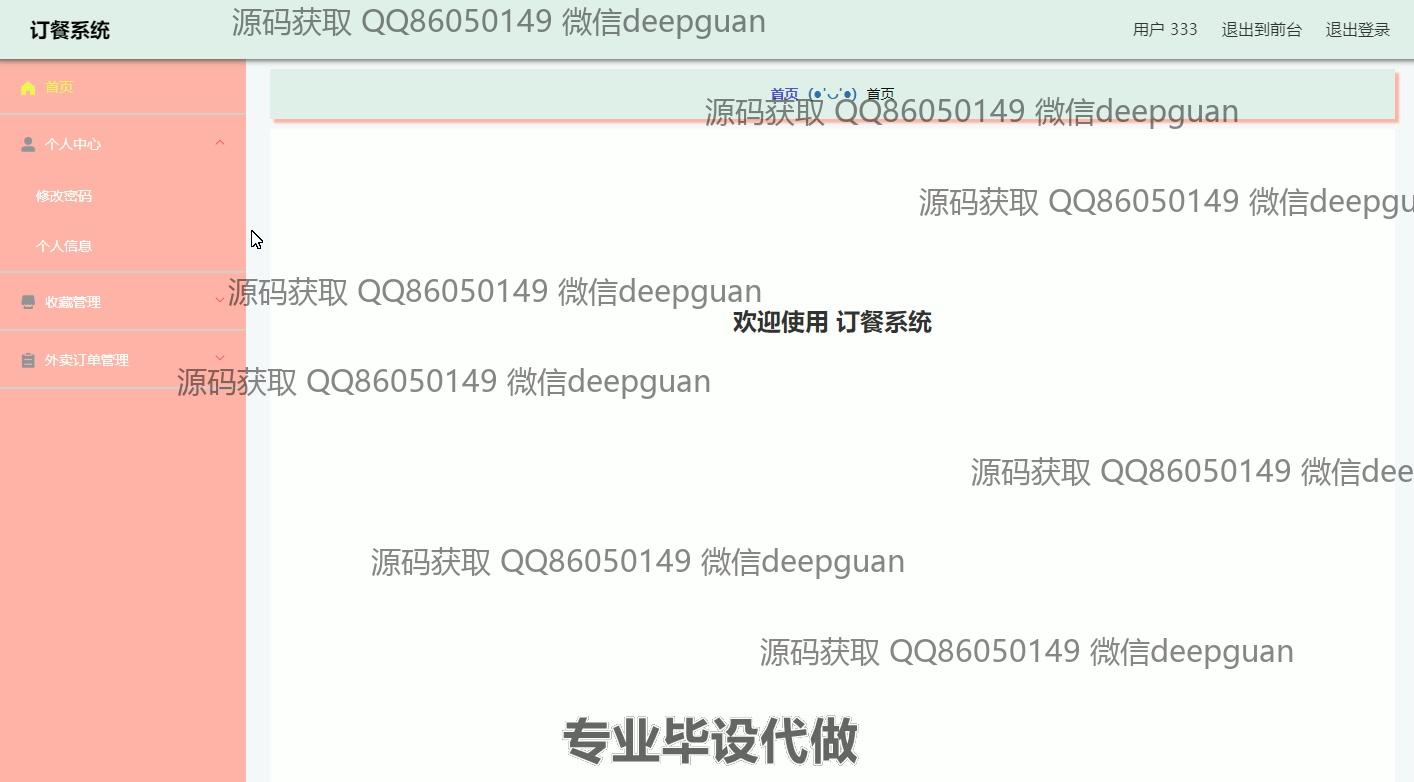 订餐系统
源码获取 QQ86050149 微信deepguan
用户 333 退出到前台 退出登录
首页
首页 (●'◡'●) 首页
源码获取 QQ86050149 微信deepguan
个人中心
修改密码
源码获取 QQ86050149 微信deepgu
个人信息
收藏管理
源码获取 QQ86050149 微信deepguan
欢迎使用 订餐系统
外卖订单管理
源码获取 QQ86050149 微信deepguan
源码获取 QQ86050149 微信dee
源码获取 QQ86050149 微信deepguan
源码获取 QQ86050149 微信deepguan
专业毕设代做